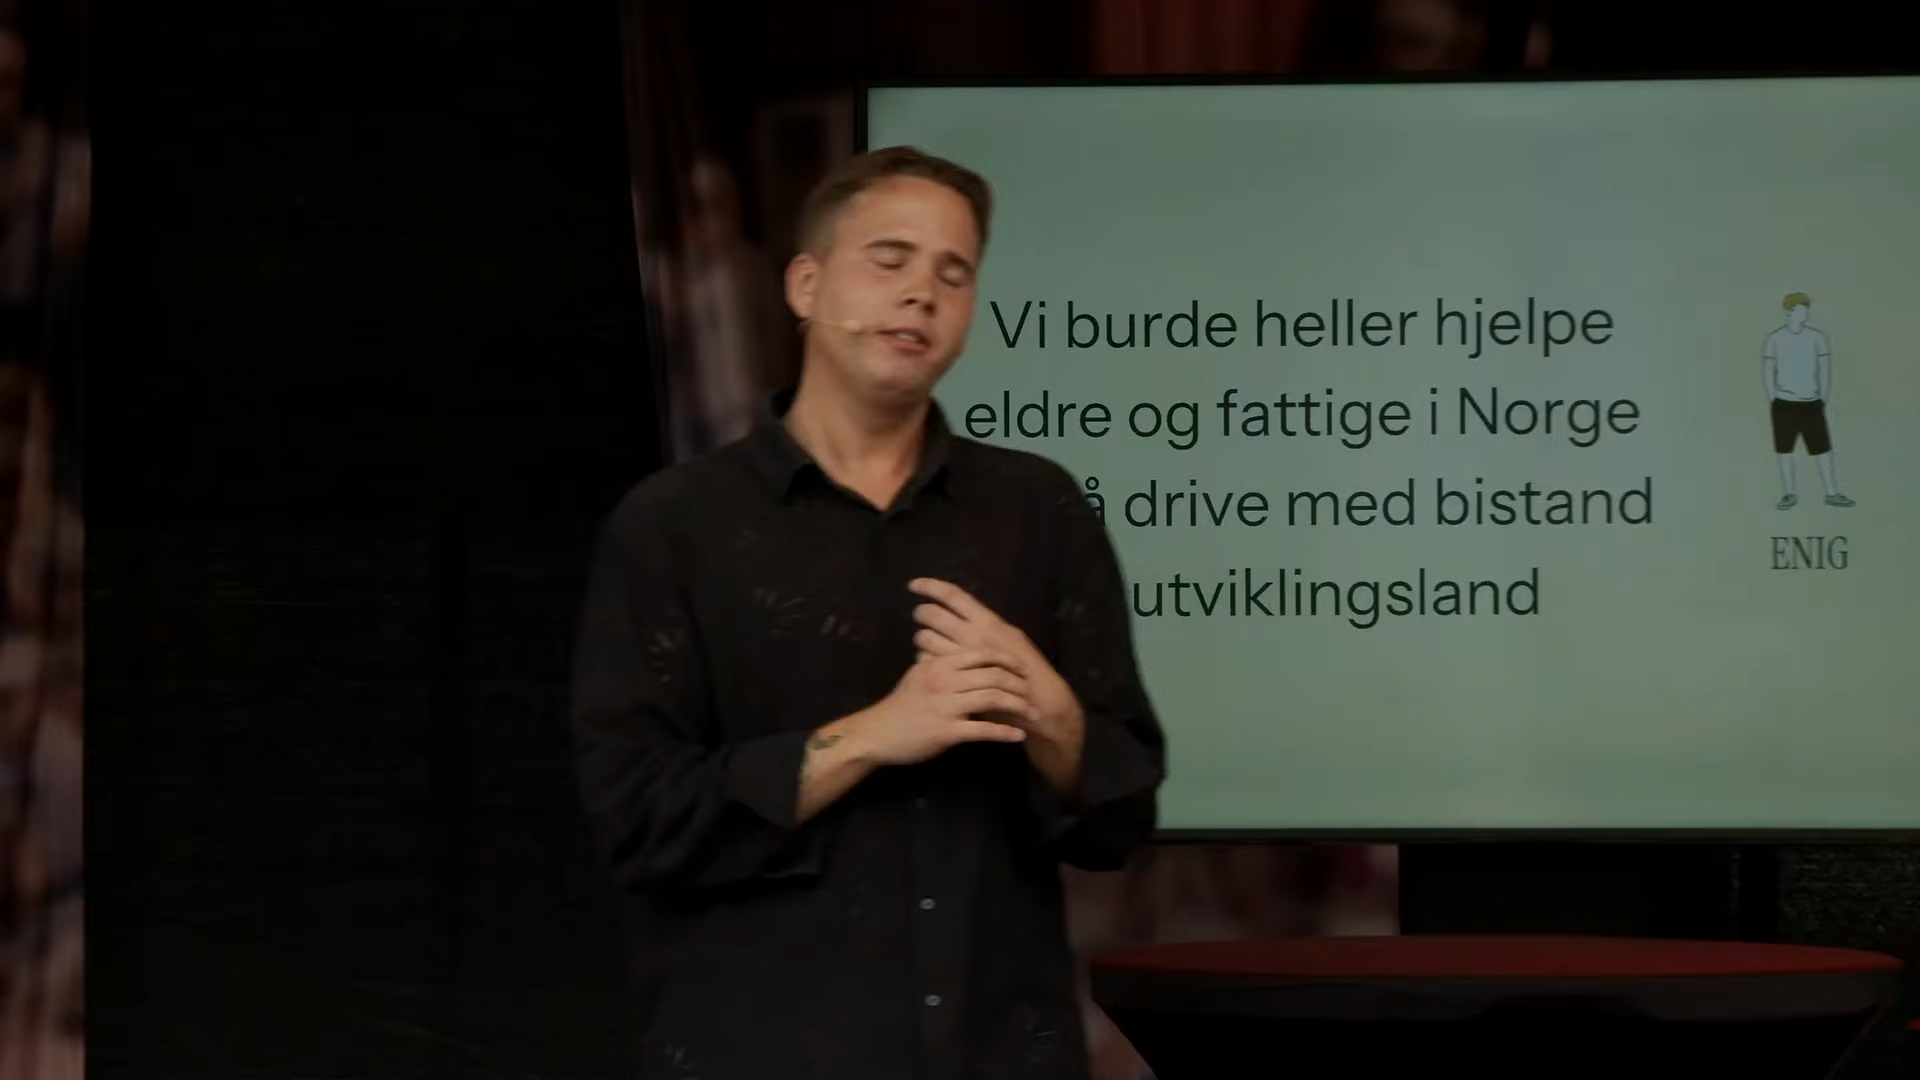 Vi burde heller hjelpe
eldre og fattige i Norge
å drive med bistand
utviklingsland
ENIG